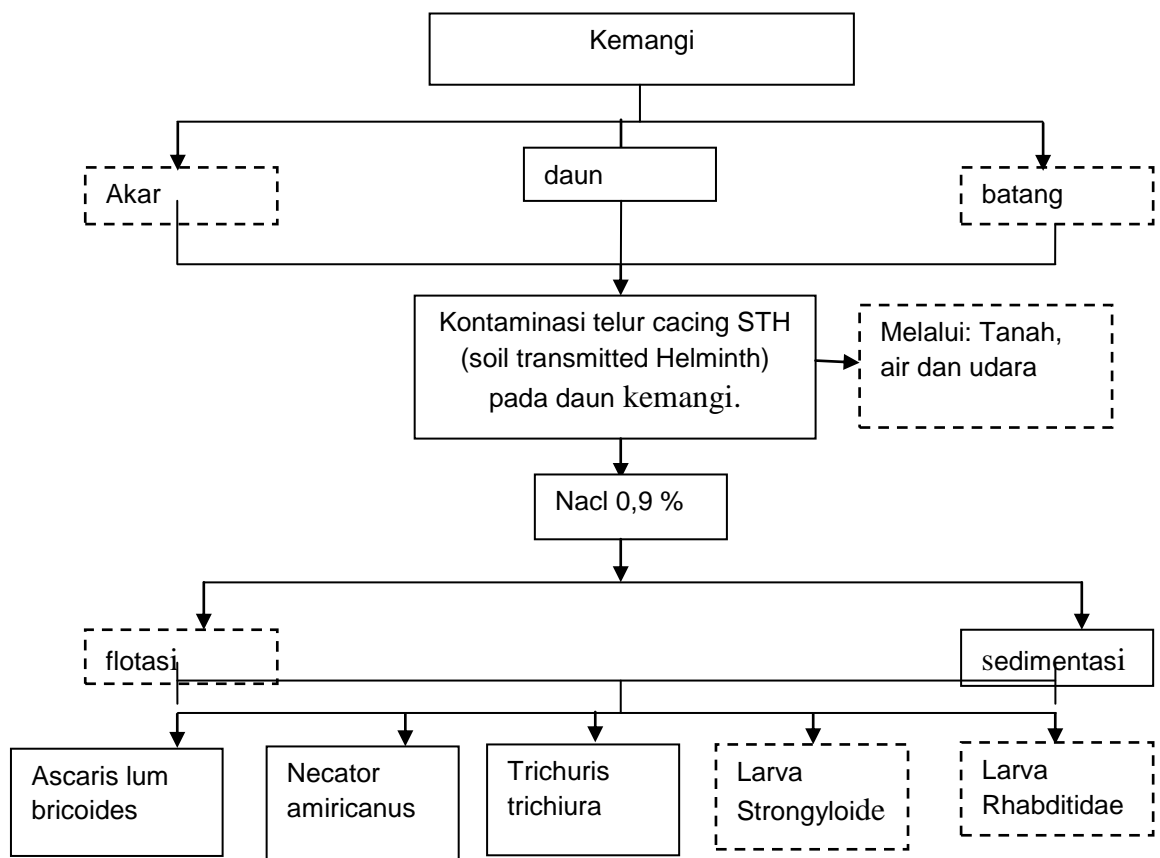 Kemangi
Akar
daun
batang
Kontaminasi telur cacing STH
(soil transmitted Helminth)
pada daun kemangi.
Melalui: Tanah,
air dan udara
Nacl 0,9 %
flotasi
sedimentasi
Ascaris lum
bricoides
Necator
amiricanus
Trichuris
trichiura
Larva
Strongyloide
Larva
Rhabditidae